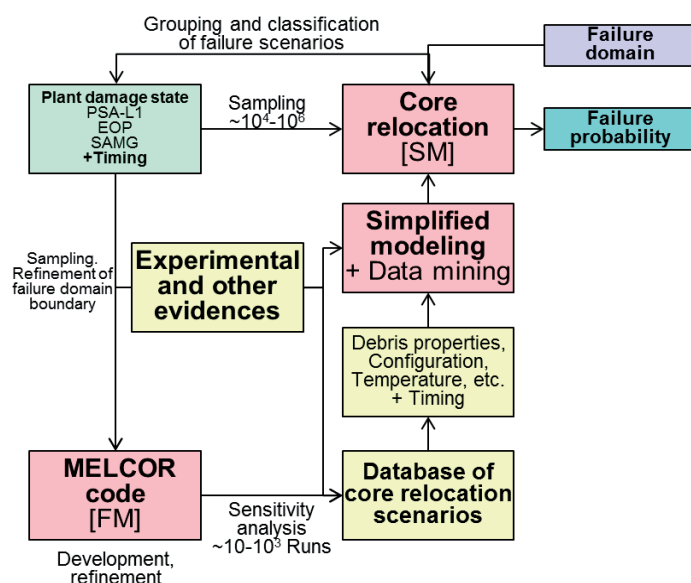 Grouping and classification
of failure scenarios
Failure
domain
Plant damage state
PSA-L1
EOP
SAMG
+Timing
Sampling
~10⁴-10⁶
Core
relocation
[SM]
Failure
probability
Sampling.
Refinement of
failure domain
boundary
Experimental
and other
evidences
Simplified
modeling
+ Data mining
Debris properties,
Configuration,
Temperature, etc.
+ Timing
MELCOR
code
[FM]
Sensitivity
analysis
~10-10³ Runs
Database of
core relocation
scenarios
Development,
refinement